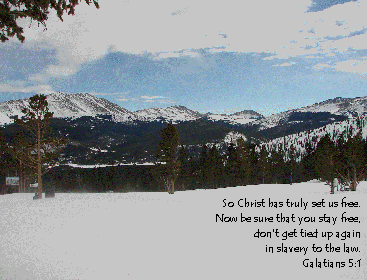 So Christ has truly set us free.
Now be sure that you stay free,
don't get tied up again
in slavery to the law.
Galatians 5:1